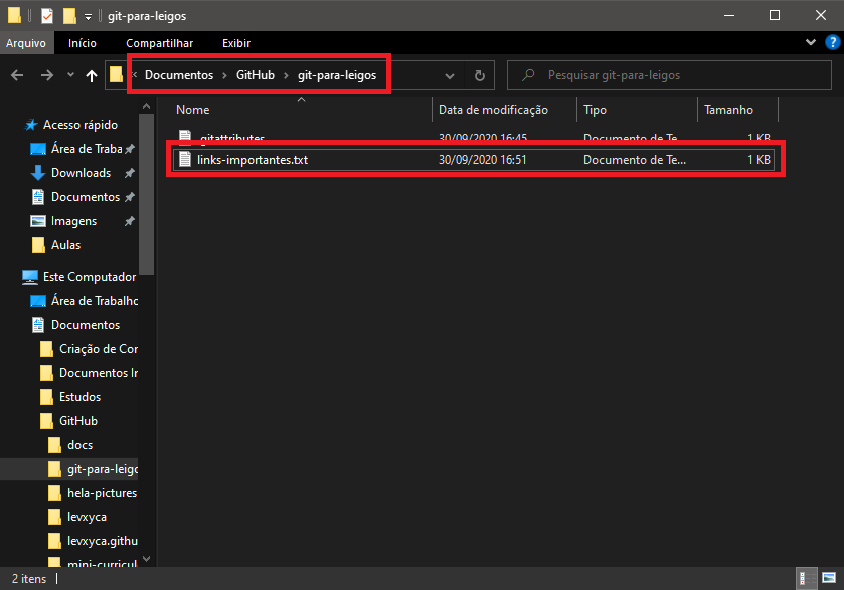 git-para-leigos
Arquivo Início Compartilhar Exibir
« Documentos › GitHub › git-para-leigos
Pesquisar git-para-leigos
Nome Data de modificação Tipo Tamanho
.gitattributes 30/09/2020 16:45 Documento de Te... 1 KB
links-importantes.txt 30/09/2020 16:51 Documento de Te... 1 KB
Acesso rápido
Área de Traba
Downloads
Documentos
Imagens
Aulas
Este Computador
Área de Trabalho
Documentos
Criação de Cor
Documentos Ir
Estudos
GitHub
docs
git-para-leigo
hela-pictures
levxyca
levxyca.githu
mini-curricul
2 itens